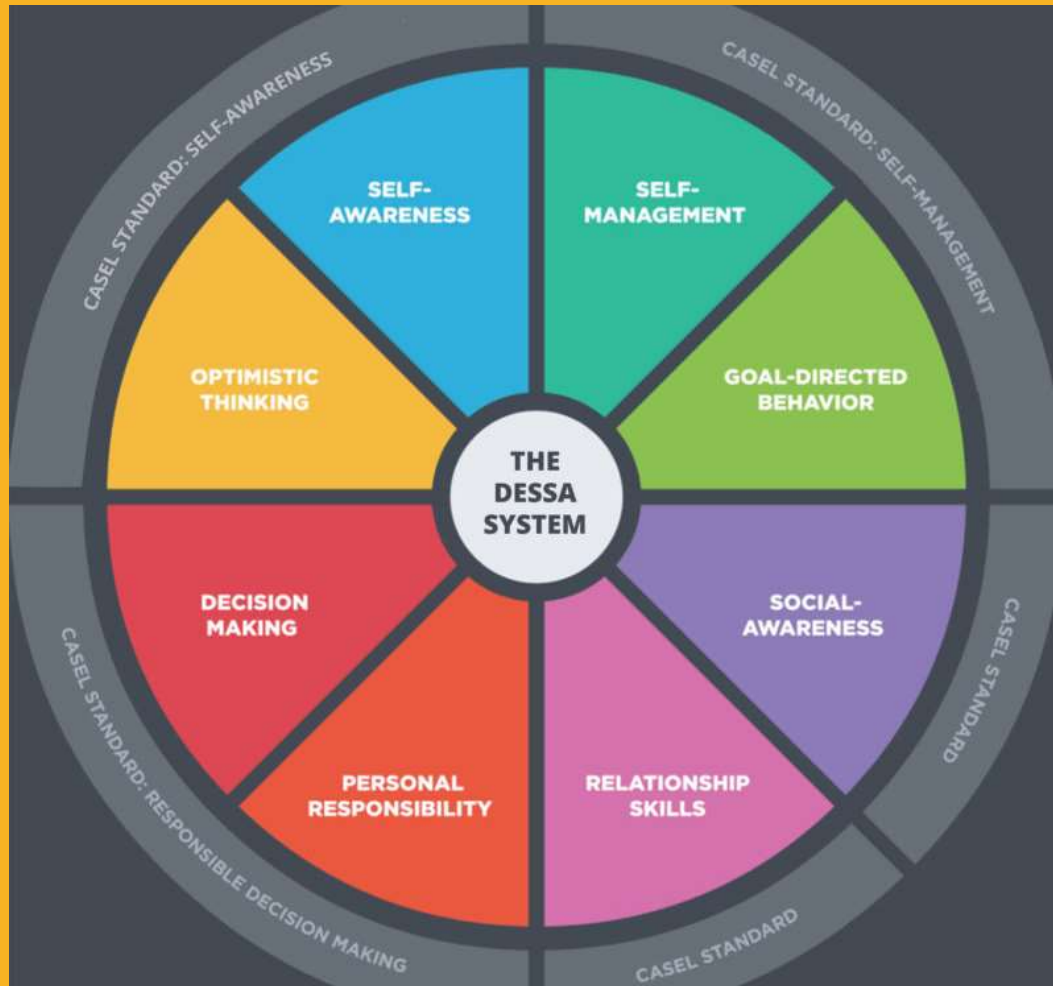 CASEL STANDARD: SELF-AWARENESS
CASEL STANDARD: SELF-MANAGEMENT
SELF-
AWARENESS
SELF-
MANAGEMENT
OPTIMISTIC
THINKING
GOAL-DIRECTED
BEHAVIOR
THE
DESSA
SYSTEM
DECISION
MAKING
SOCIAL-
AWARENESS
PERSONAL
RESPONSIBILITY
RELATIONSHIP
SKILLS
CASEL STANDARD
CASEL STANDARD: RESPONSIBLE DECISION MAKING
CASEL STANDARD